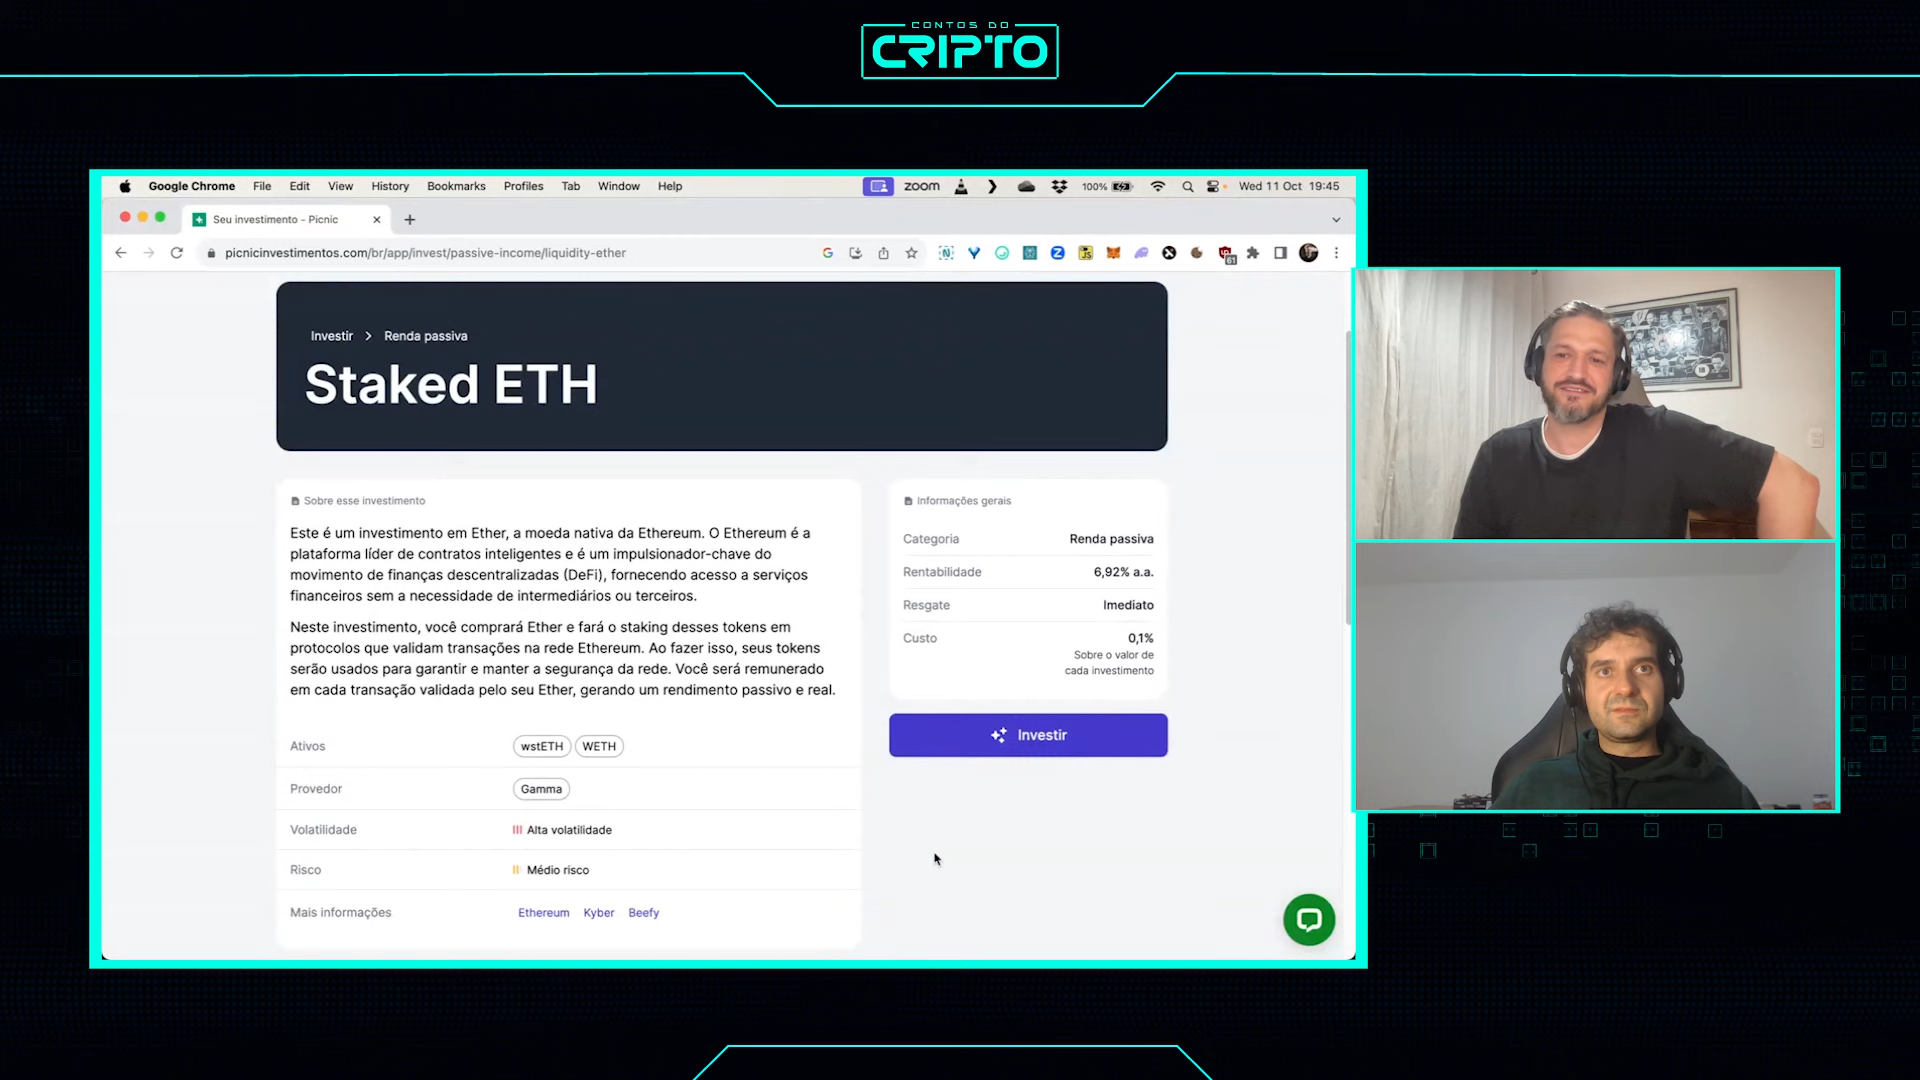 CONTOS DO
CRIPTO
Google Chrome File Edit View History Bookmarks Profiles Tab Window Help
zoom 100% Wed 11 Oct 19:45
Seu investimento - Picnic
picnicinvestimentos.com/br/app/invest/passive-income/liquidity-ether
Investir > Renda passiva
Staked ETH
Sobre esse investimento
Este é um investimento em Ether, a moeda nativa da Ethereum. O Ethereum é a
plataforma líder de contratos inteligentes e é um impulsionador-chave do
movimento de finanças descentralizadas (DeFi), fornecendo acesso a serviços
financeiros sem a necessidade de intermediários ou terceiros.
Neste investimento, você comprará Ether e fará o staking desses tokens em
protocolos que validam transações na rede Ethereum. Ao fazer isso, seus tokens
serão usados para garantir e manter a segurança da rede. Você será remunerado
em cada transação validada pelo seu Ether, gerando um rendimento passivo e real.
Ativos wstETH WETH
Provedor Gamma
Volatilidade Alta volatilidade
Risco Médio risco
Mais informações Ethereum Kyber Beefy
Informações gerais
Categoria Renda passiva
Rentabilidade 6,92% a.a.
Resgate Imediato
Custo 0,1%
Sobre o valor de
cada investimento
Investir